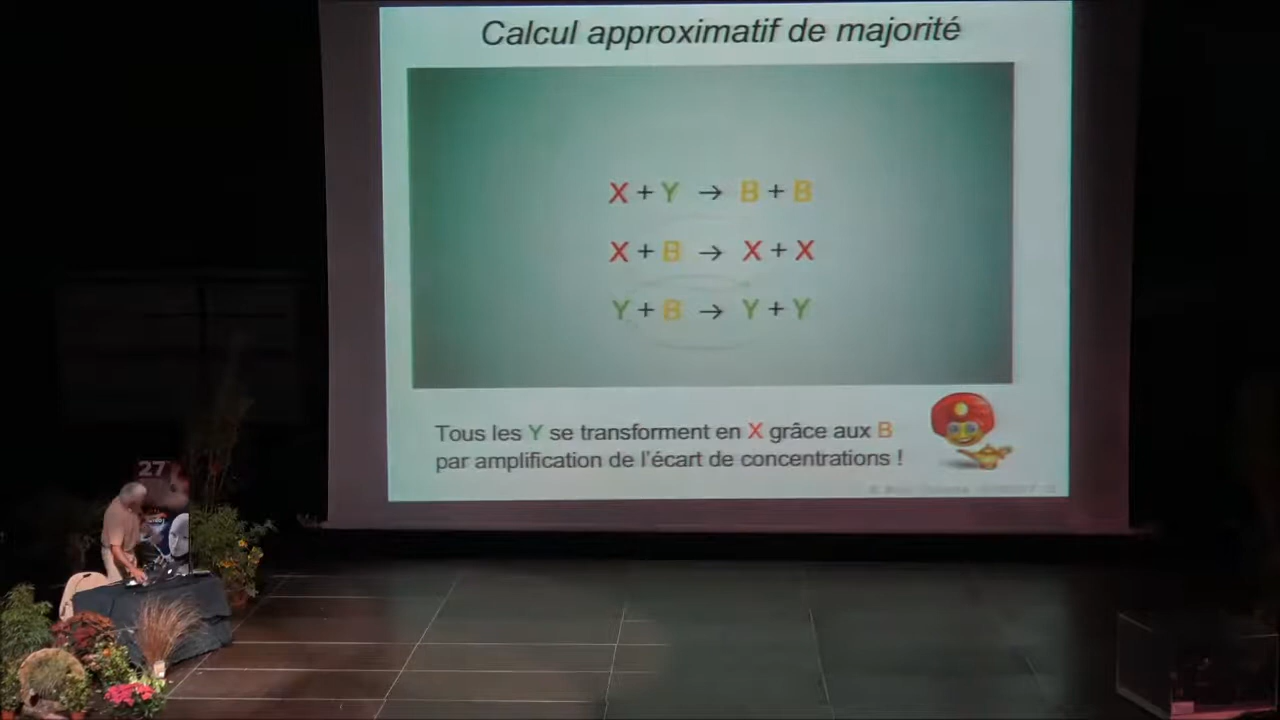 Calcul approximatif de majorité
X + Y → B + B
X + B → X + X
Y + B → Y + Y
Tous les Y se transforment en X grâce aux B
par amplification de l'écart de concentrations !
27